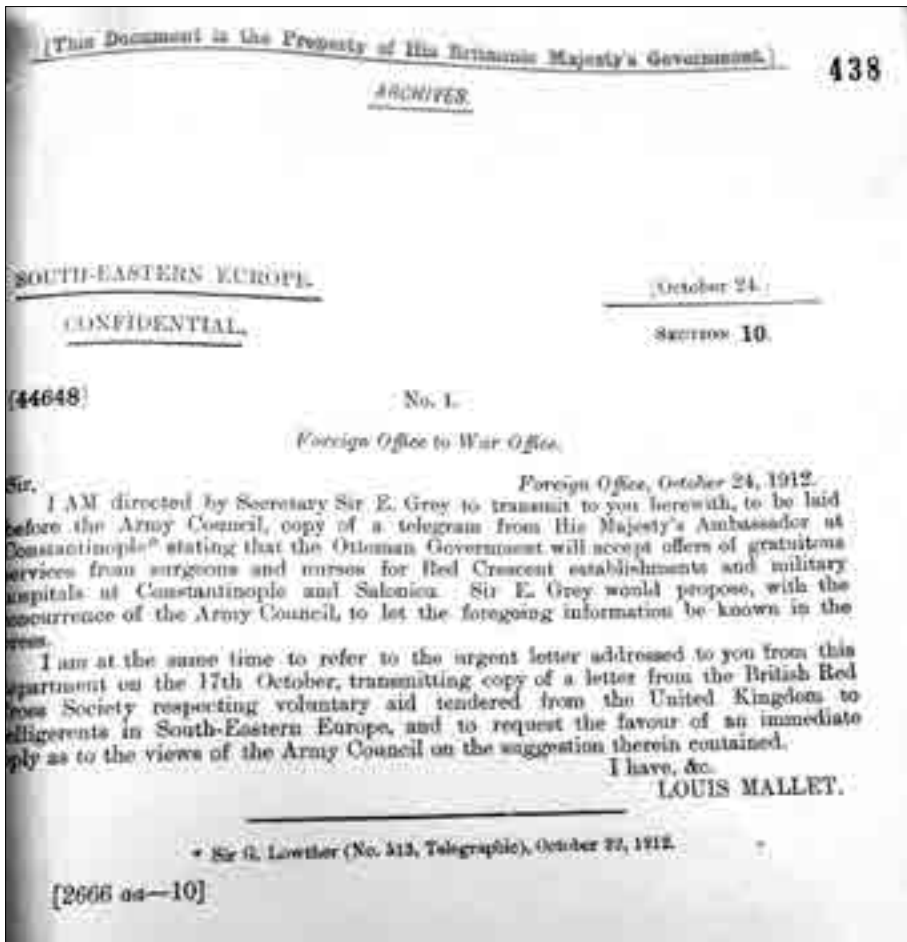 [This Document is the Property of His Britannic Majesty's Government.]
438
ARCHIVES.
SOUTH-EASTERN EUROPE.
[October 24.]
CONFIDENTIAL.
SECTION 10.
[44648]
No. 1.
Foreign Office to War Office.
Sir,
Foreign Office, October 24, 1912.
I AM directed by Secretary Sir E. Grey to transmit to you herewith, to be laid
before the Army Council, copy of a telegram from His Majesty's Ambassador at
Constantinople* stating that the Ottoman Government will accept offers of gratuitous
services from surgeons and nurses for Red Crescent establishments and military
hospitals at Constantinople and Salonica. Sir E. Grey would propose, with the
concurrence of the Army Council, to let the foregoing information be known in the
press.
I am at the same time to refer to the urgent letter addressed to you from this
epartment on the 17th October, transmitting copy of a letter from the British Red
ross Society respecting voluntary aid tendered from the United Kingdom to
elligerents in South-Eastern Europe, and to request the favour of an immediate
ply as to the views of the Army Council on the suggestion therein contained.
I have, &c.
LOUIS MALLET.
* Sir G. Lowther (No. 513, Telegraphic), October 22, 1912.
[2666 aa—10]